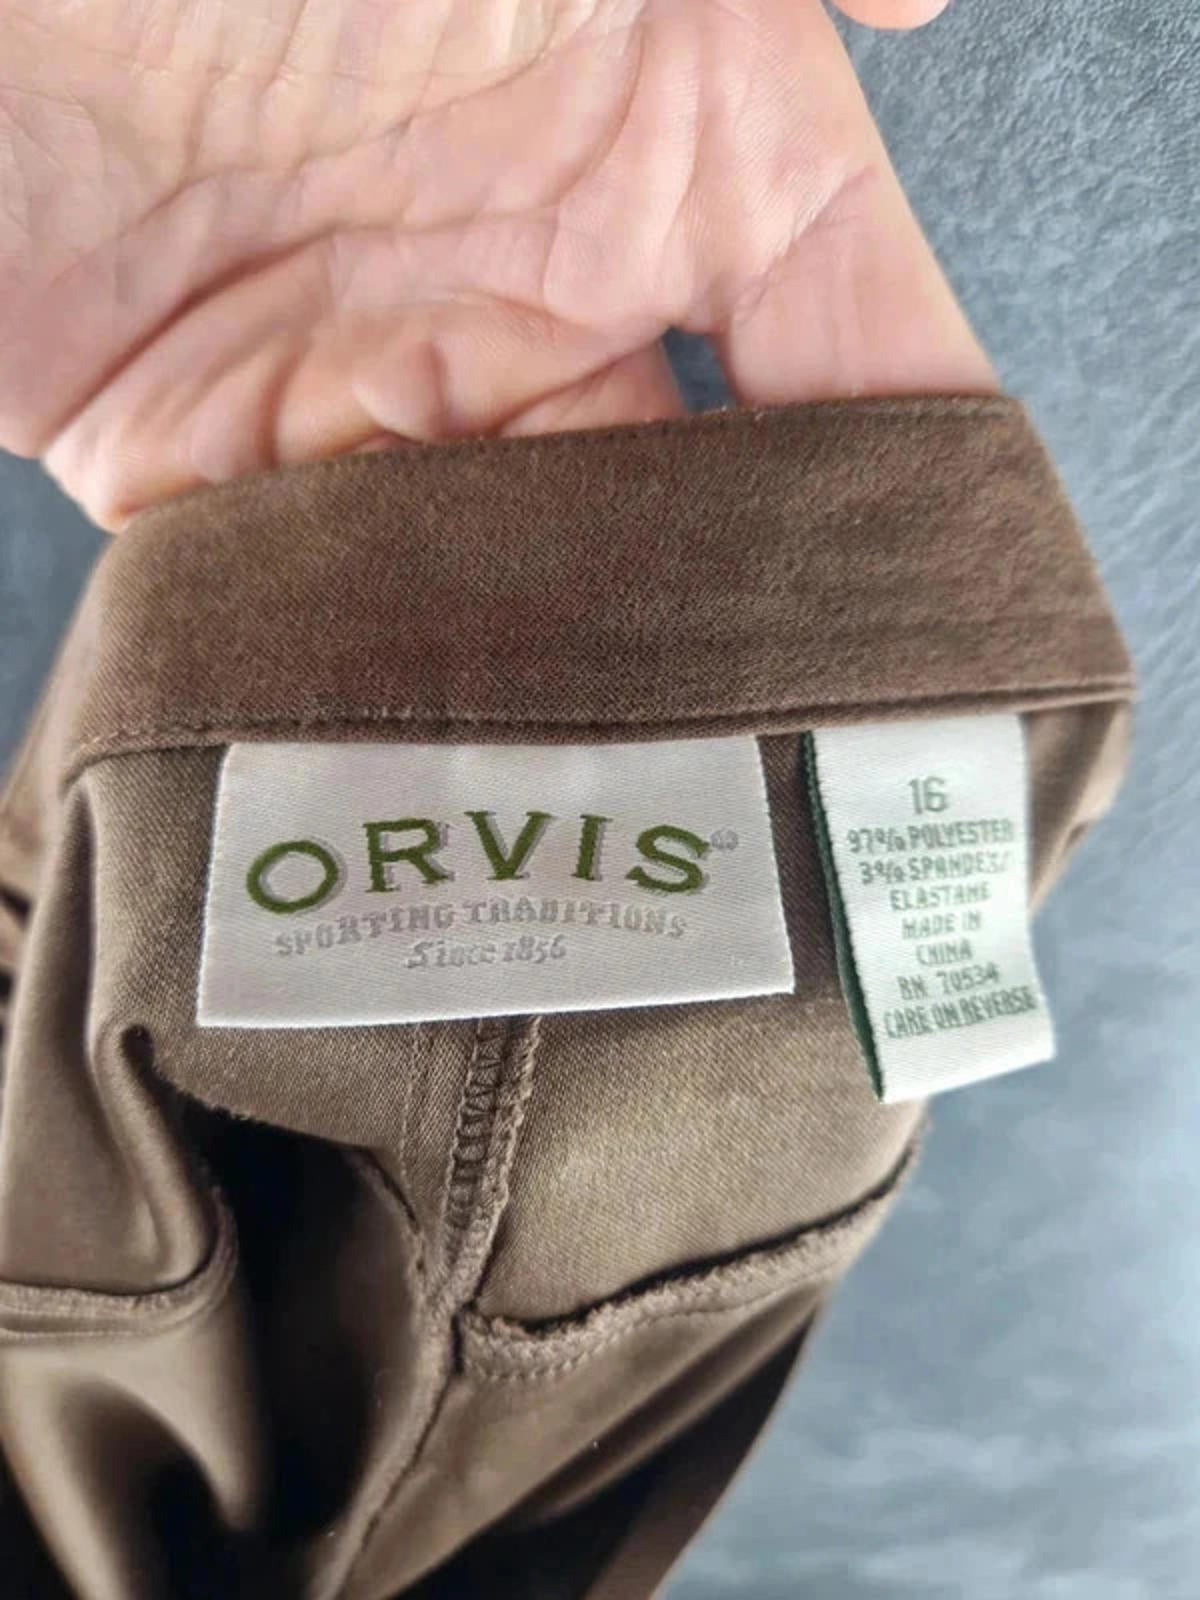 ORVIS®
SPORTING TRADITIONS
Since 1856
16
97% POLYESTER
3% SPANDEX/
ELASTANE
MADE IN
CHINA
RN 70534
CARE ON REVERSE